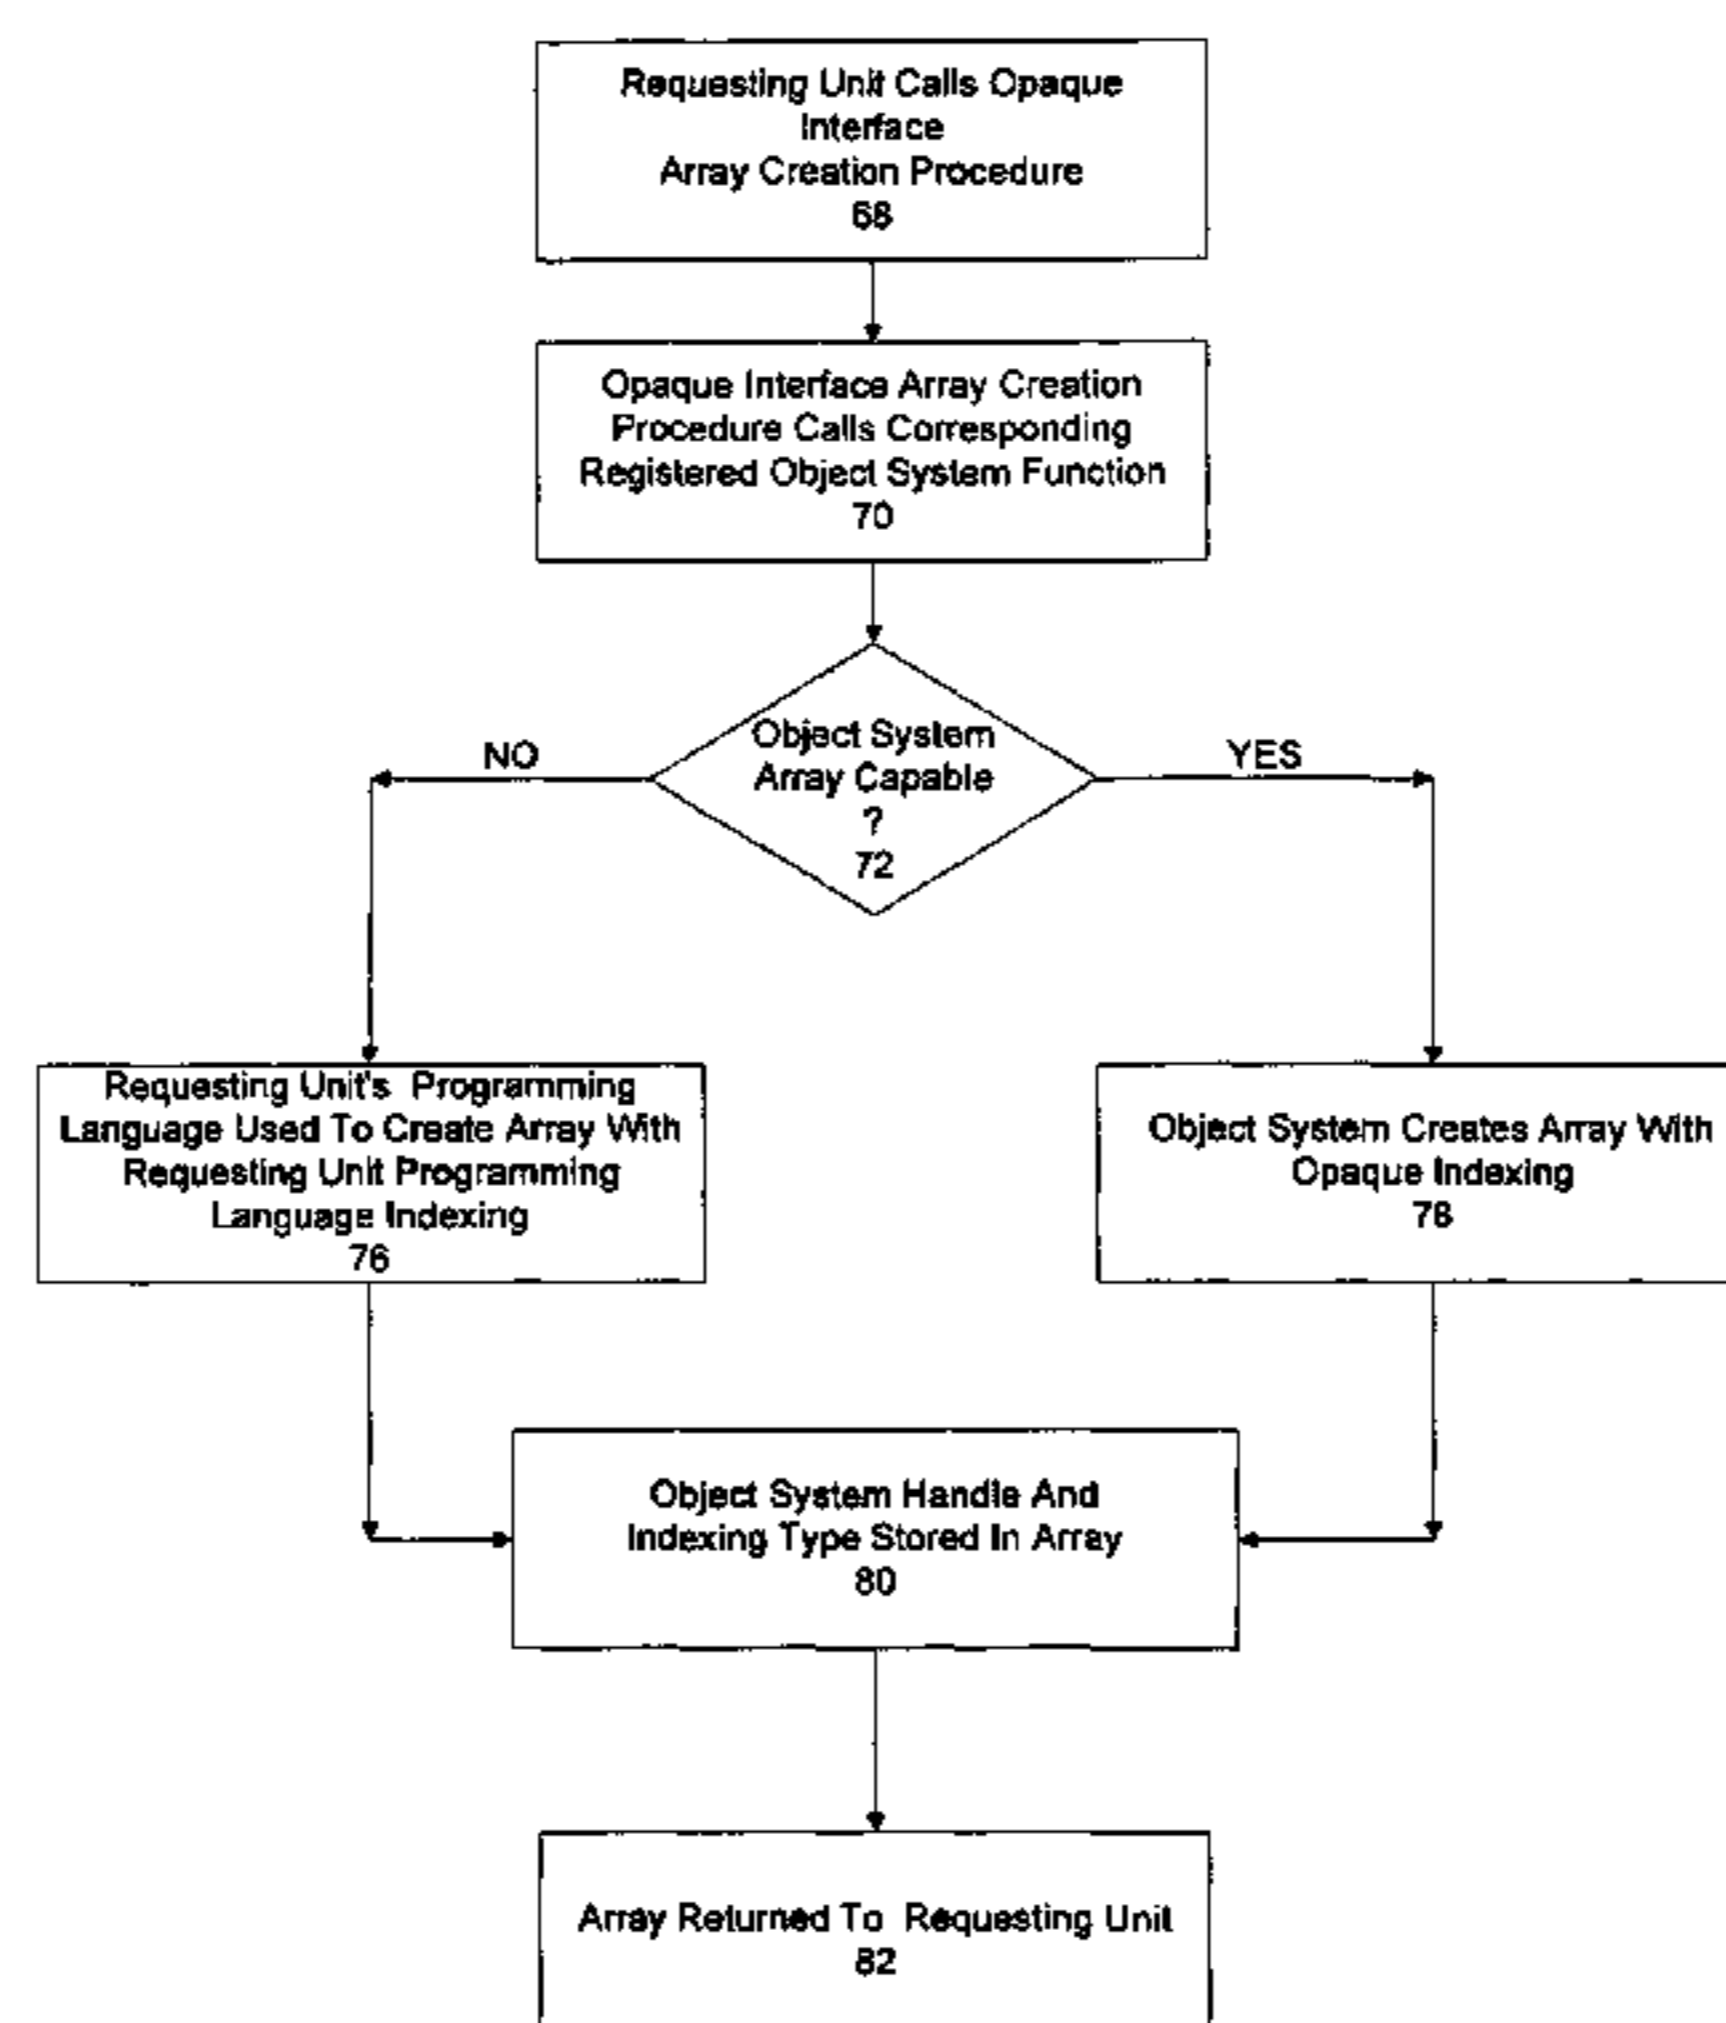 Requesting Unit Calls Opaque
Interface
Array Creation Procedure
68
Opaque Interface Array Creation
Procedure Calls Corresponding
Registered Object System Function
70
Object System
Array Capable
?
72
NO
YES
Requesting Unit's Programming
Language Used To Create Array With
Requesting Unit Programming
Language Indexing
76
Object System Creates Array With
Opaque Indexing
78
Object System Handle And
Indexing Type Stored In Array
80
Array Returned To Requesting Unit
82